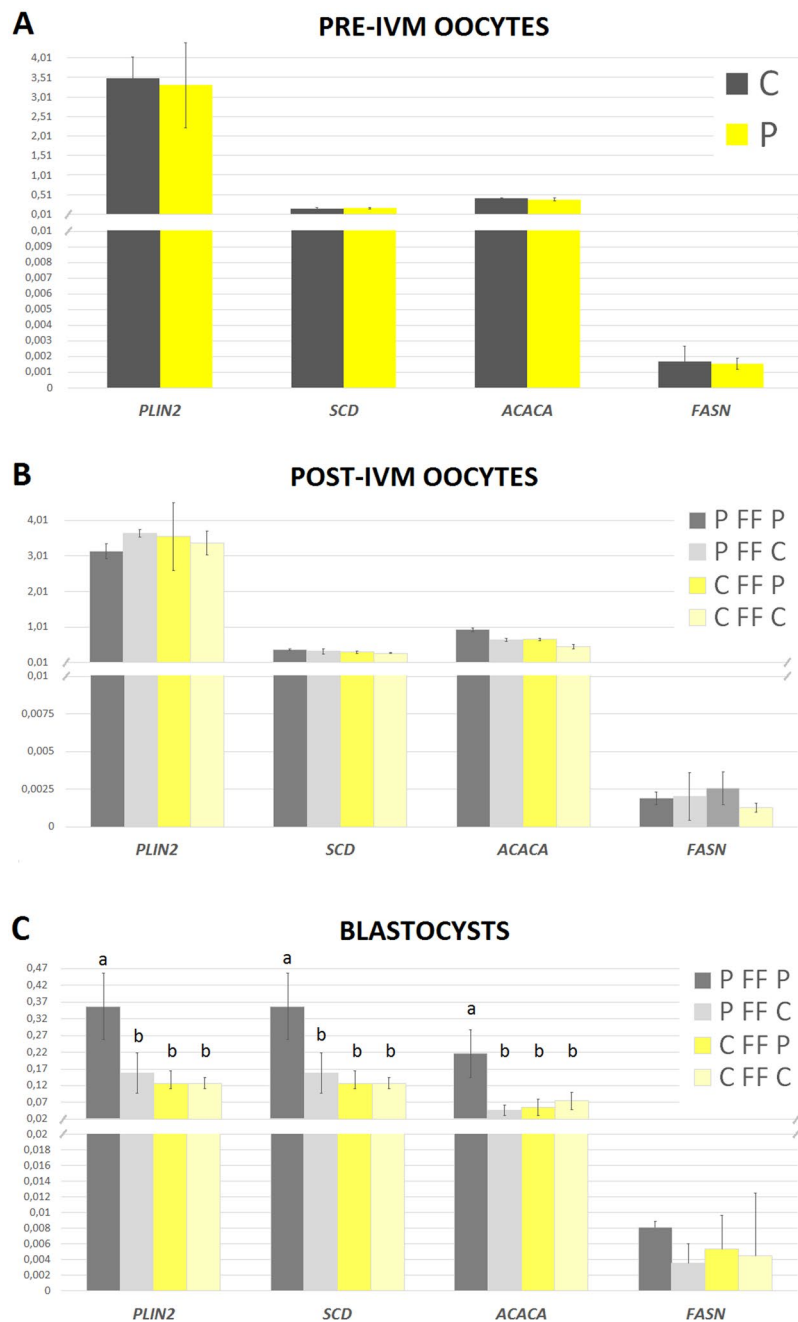 A
PRE-IVM OOCYTES
4,01
3,51
3,01
2,51
2,01
1,51
1,01
0,51
0,01
0,01
0,009
0,008
0,007
0,006
0,005
0,004
0,003
0,002
0,001
0
C
P
PLIN2 SCD ACACA FASN
B
POST-IVM OOCYTES
4,01
3,01
2,01
1,01
0,01
0,01
0,0075
0,005
0,0025
0
P FF P
P FF C
C FF P
C FF C
PLIN2 SCD ACACA FASN
C
BLASTOCYSTS
0,47
0,42
0,37
0,32
0,27
0,22
0,17
0,12
0,07
0,02
0,02
0,018
0,016
0,014
0,012
0,01
0,008
0,006
0,004
0,002
0
a b b b a b b b a b b b
P FF P
P FF C
C FF P
C FF C
PLIN2 SCD ACACA FASN